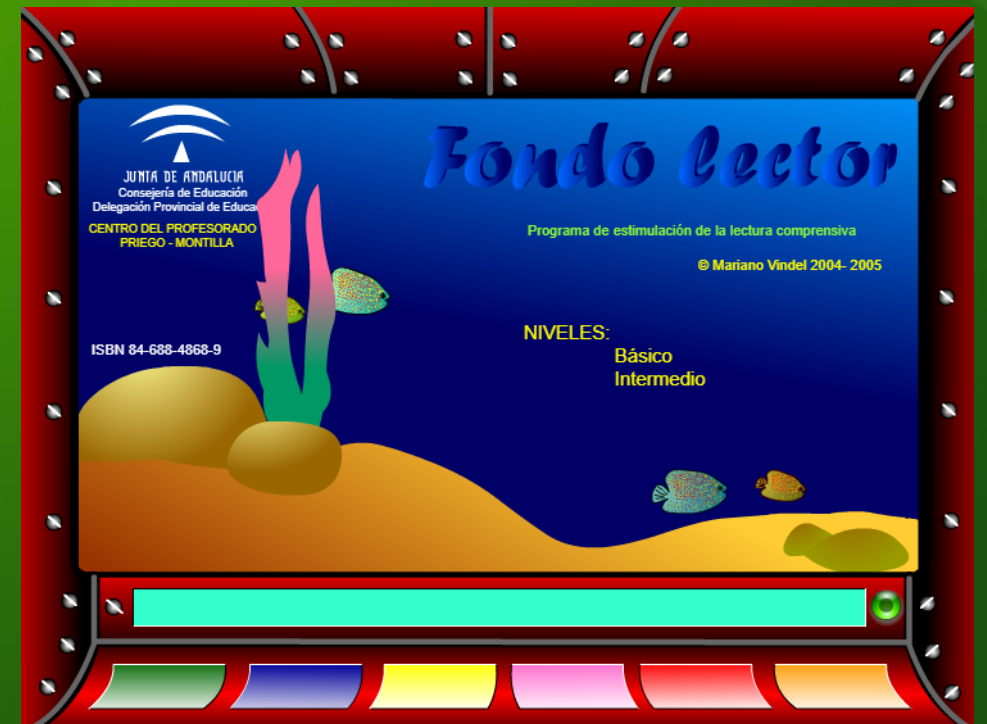 JUNTA DE ANDALUCIA
Consejería de Educación
Delegación Provincial de Educa
CENTRO DEL PROFESORADO
PRIEGO - MONTILLA
Fondo lector
Programa de estimulación de la lectura comprensiva
© Mariano Vindel 2004- 2005
NIVELES:
Básico
Intermedio
ISBN 84-688-4868-9